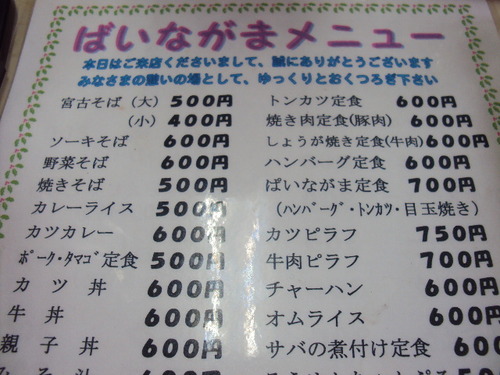 ぱいながまメニュー
本日はご来店くださいまして、誠にありがとうございます
みなさまの憩いの場として、ゆっくりとおくつろぎ下さい
宮古そば(大) 500円
(小) 400円
ソーキそば 600円
野菜そば 600円
焼きそば 500円
カレーライス 500円
カツカレー 600円
ポーク・タマゴ定食 500円
カツ丼 600円
牛丼 600円
親子丼 600円
トンカツ定食 600円
焼き肉定食(豚肉) 600円
しょうが焼き定食(牛肉) 600円
ハンバーグ定食 600円
ぱいながま定食 700円
(ハンバーグ・トンカツ・目玉焼き)
カツピラフ 750円
牛肉ピラフ 700円
チャーハン 600円
オムライス 600
サバの煮付け定食 600